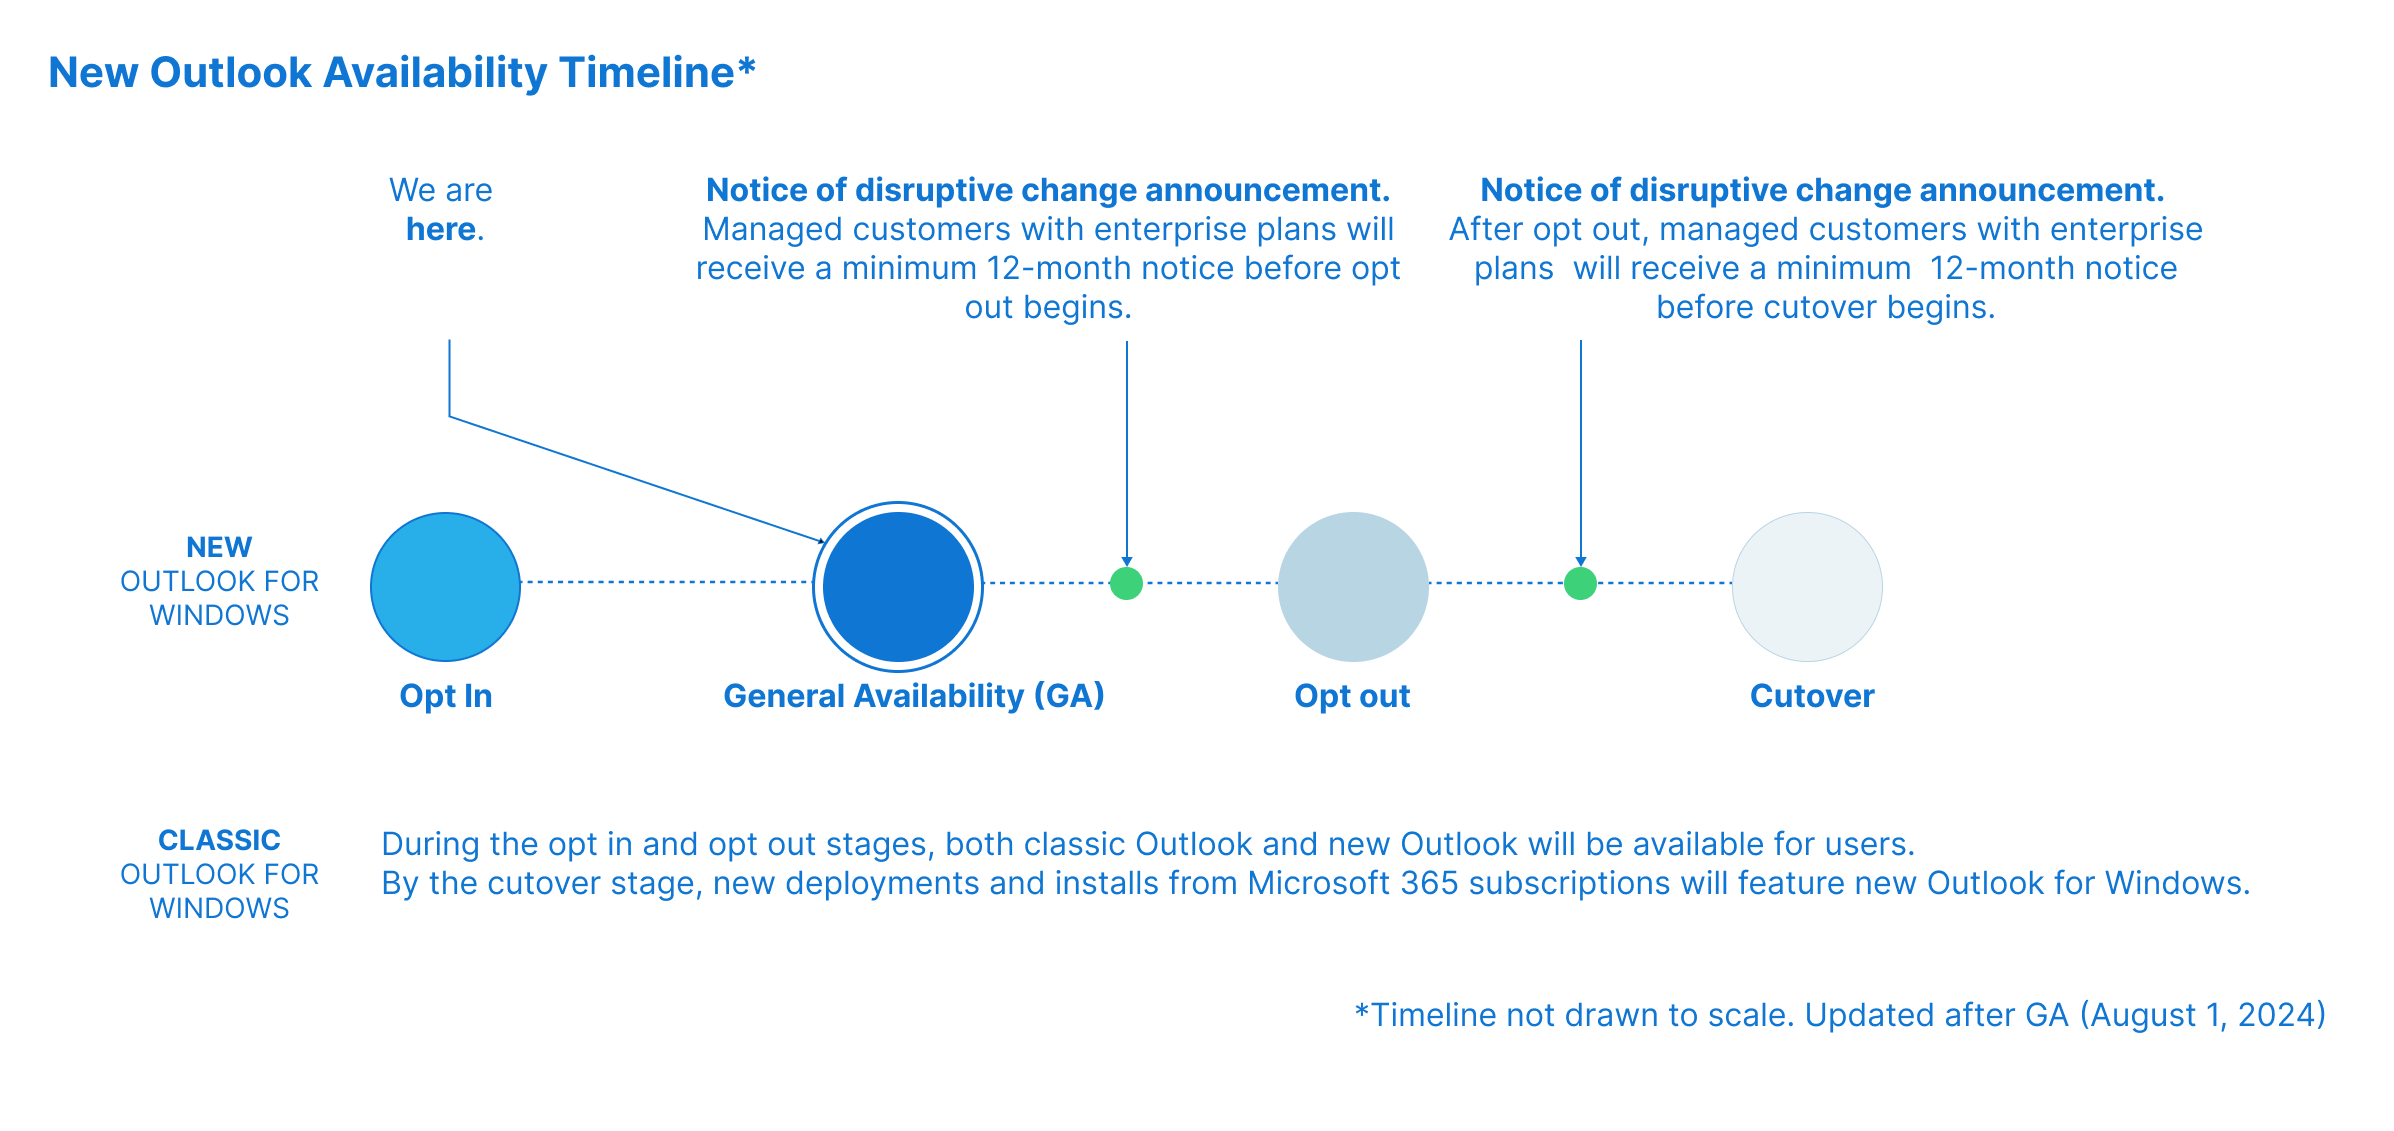 New Outlook Availability Timeline*
We are
here.
Notice of disruptive change announcement.
Managed customers with enterprise plans will
receive a minimum 12-month notice before opt
out begins.
Notice of disruptive change announcement.
After opt out, managed customers with enterprise
plans will receive a minimum 12-month notice
before cutover begins.
NEW
OUTLOOK FOR
WINDOWS
Opt In
General Availability (GA)
Opt out
Cutover
CLASSIC
OUTLOOK FOR
WINDOWS
During the opt in and opt out stages, both classic Outlook and new Outlook will be available for users.
By the cutover stage, new deployments and installs from Microsoft 365 subscriptions will feature new Outlook for Windows.
*Timeline not drawn to scale. Updated after GA (August 1, 2024)